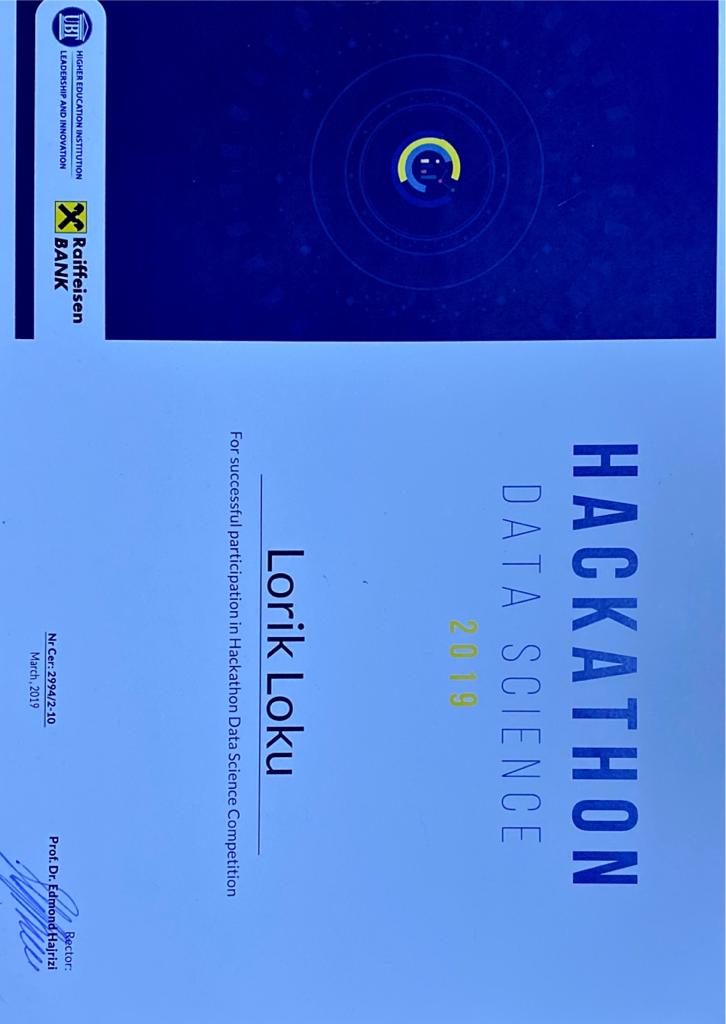 HACKATHON
DATA SCIENCE
2019
Lorik Loku
For successful participation in Hackathon Data Science Competition
UBT
HIGHER EDUCATION INSTITUTION
LEADERSHIP AND INNOVATION
Raiffeisen
BANK
Nr Cer: 2994/2-10
March, 2019
Rector:
Prof. Dr. Edmond Hajrizi